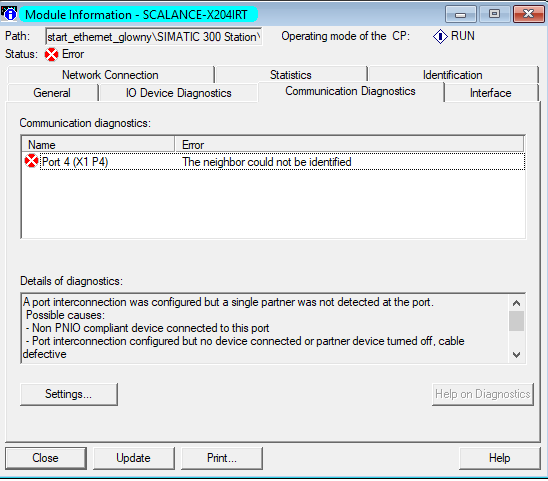 Module Information - SCALANCE-X204IRT
Path: start_ethernet_glowny\SIMATIC 300 Station\ Operating mode of the CP: RUN
Status: Error
Network Connection Statistics Identification
General IO Device Diagnostics Communication Diagnostics Interface
Communication diagnostics:
Name Error
Port 4 (X1 P4) The neighbor could not be identified
Details of diagnostics:
A port interconnection was configured but a single partner was not detected at the port.
Possible causes:
- Non PNIO compliant device connected to this port
- Port interconnection configured but no device connected or partner device turned off, cable
defective
Settings... Help on Diagnostics
Close Update Print... Help